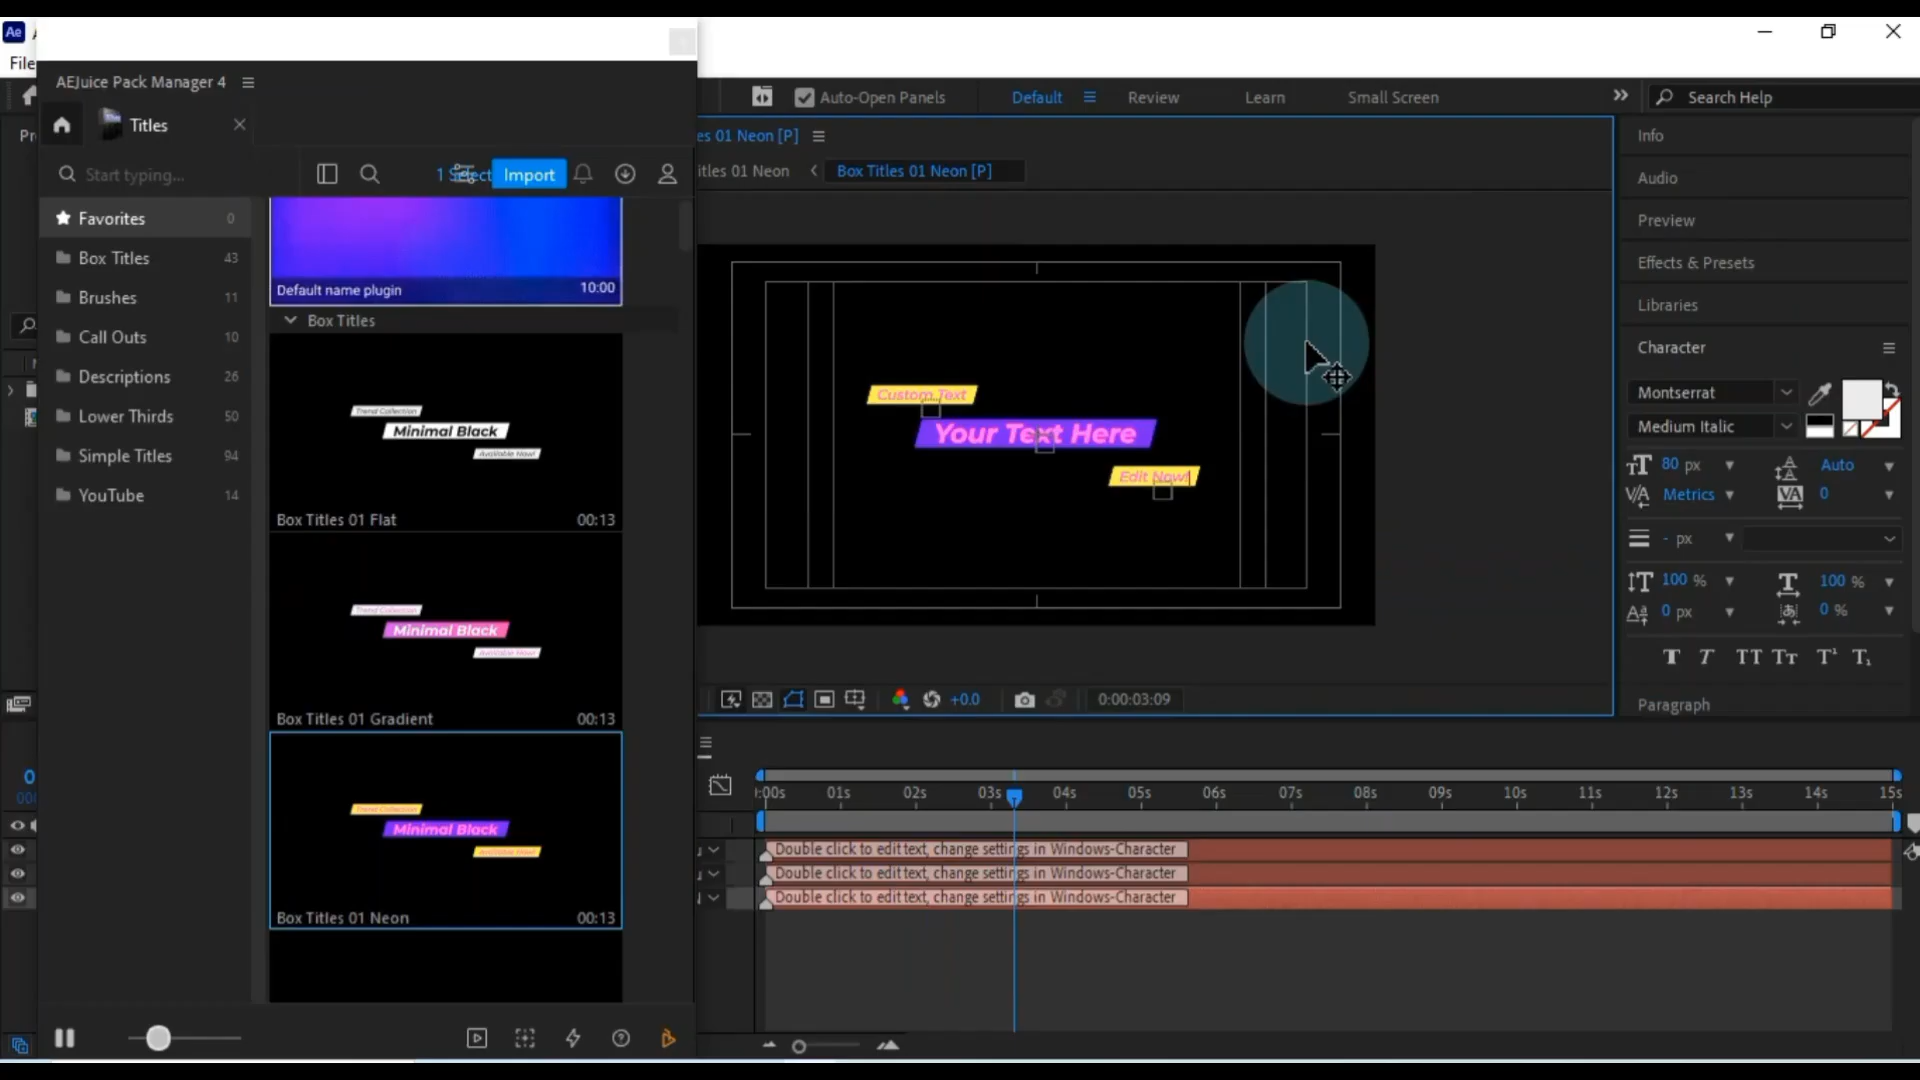 Ae
File
AEJuice Pack Manager 4
Titles
Start typing...
Import
Favorites 0
Box Titles 43
Brushes 11
Call Outs 10
Descriptions 26
Lower Thirds 50
Simple Titles 94
YouTube 14
Default name plugin 10:00
Box Titles
Trend Collection
Minimal Black
Available Now!
Box Titles 01 Flat 00:13
Trend Collection
Minimal Black
Available Now!
Box Titles 01 Gradient 00:13
Trend Collection
Minimal Black
Available Now!
Box Titles 01 Neon 00:13
Auto-Open Panels
Default
Review
Learn
Small Screen
Search Help
es 01 Neon [P]
itles 01 Neon
Box Titles 01 Neon [P]
Custom Text
Your Text Here
Edit Now!
+0.0
0:00:03:09
Info
Audio
Preview
Effects & Presets
Libraries
Character
Montserrat
Medium Italic
80 px Auto
Metrics 0
- px
100 % 100 %
0 px 0 %
Paragraph
:00s 01s 02s 03s 04s 05s 06s 07s 08s 09s 10s 11s 12s 13s 14s 15s
Double click to edit text, change settings in Windows-Character
Double click to edit text, change settings in Windows-Character
Double click to edit text, change settings in Windows-Character